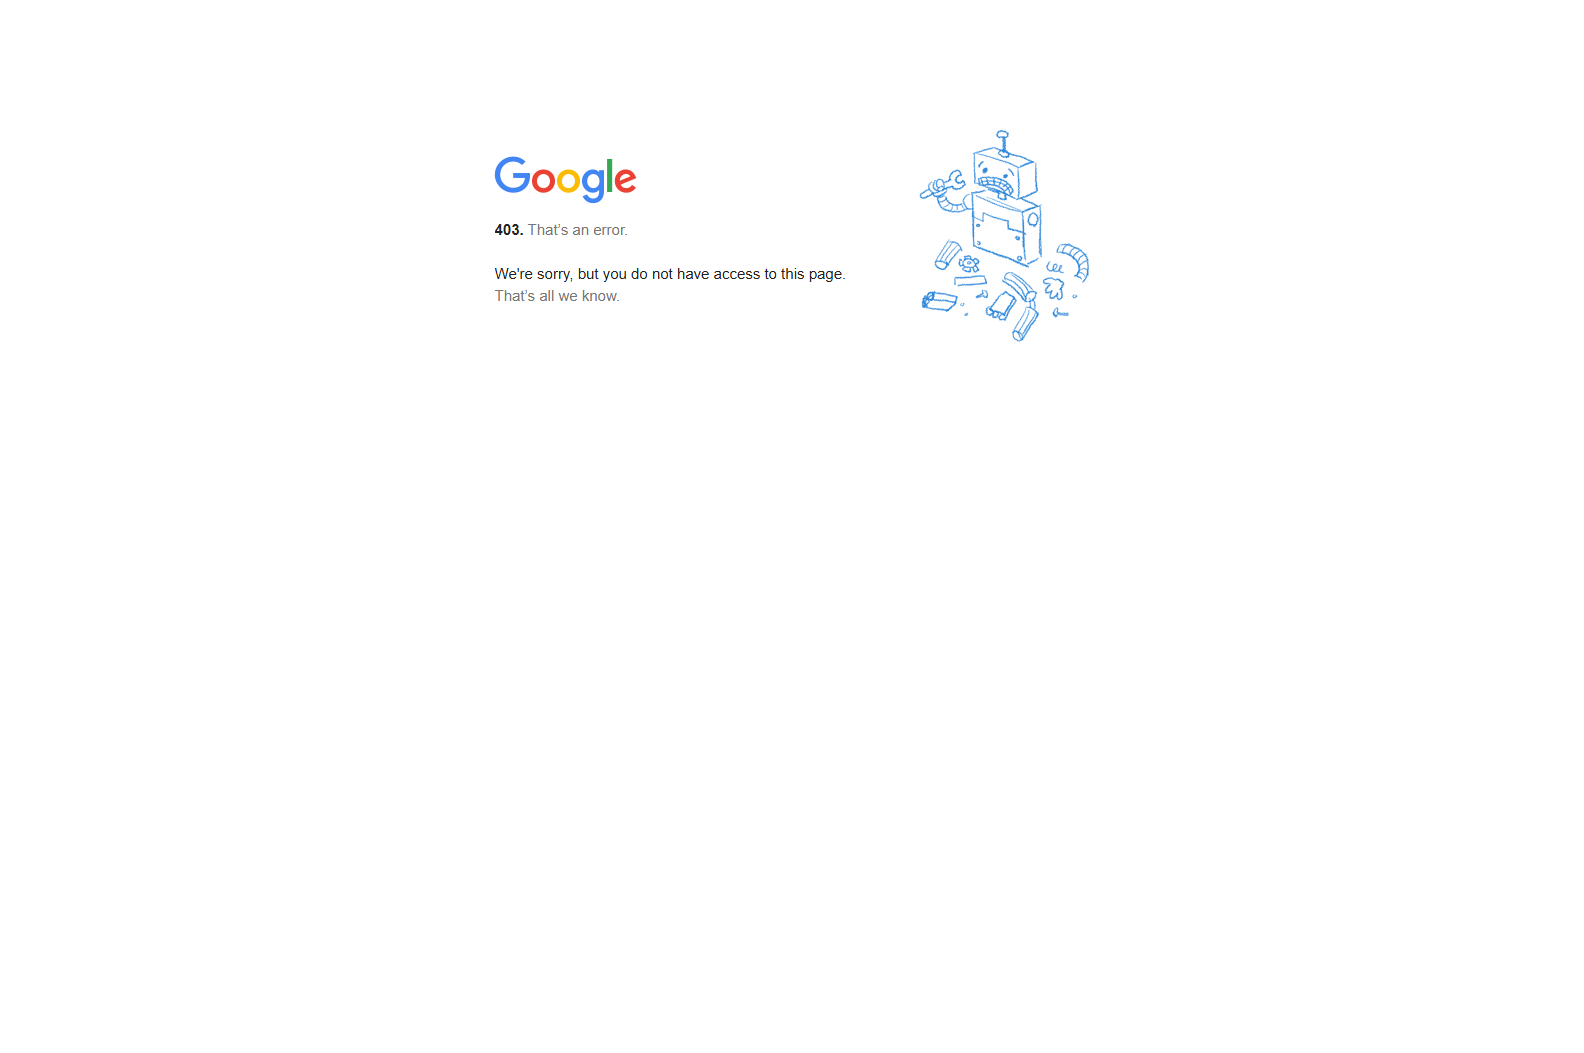 Google
403. That’s an error.
We're sorry, but you do not have access to this page.
That’s all we know.